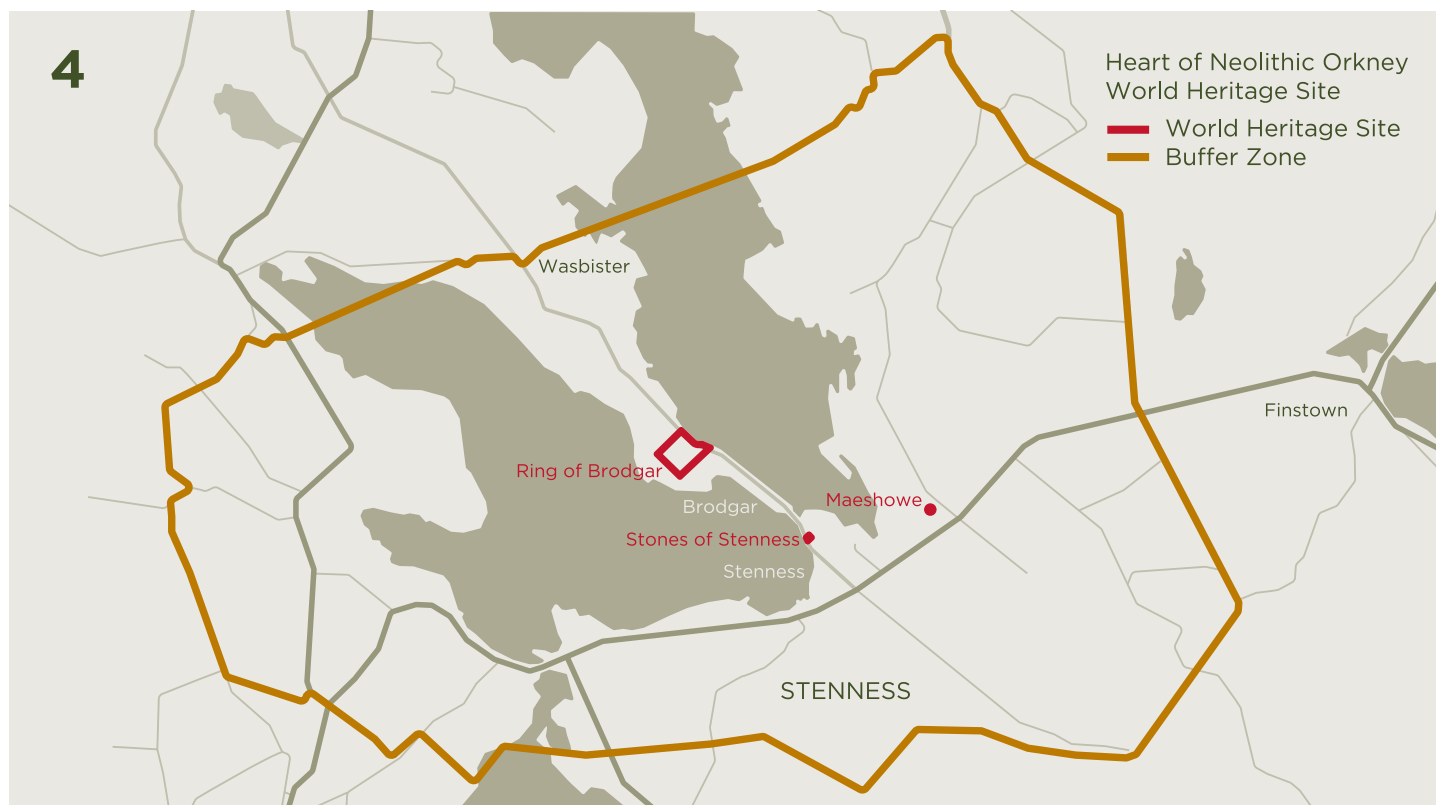 4
Heart of Neolithic Orkney
World Heritage Site
World Heritage Site
Buffer Zone
Wasbister
Finstown
Ring of Brodgar
Maeshowe
Brodgar
Stones of Stenness
Stenness
STENNESS